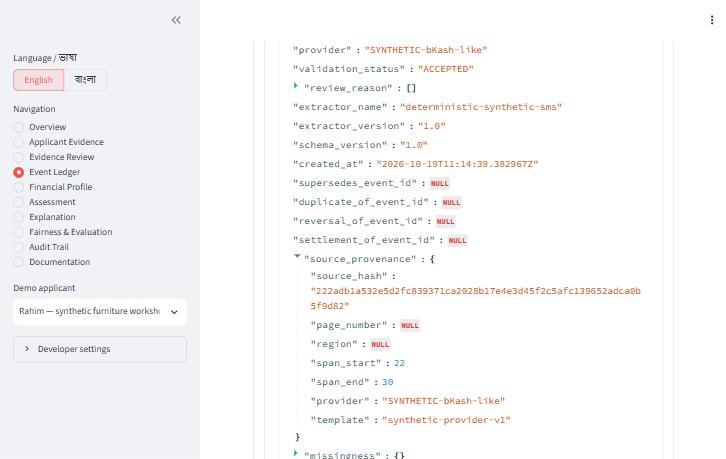 Language / ভাষা
English
বাংলা
Navigation
Overview
Applicant Evidence
Evidence Review
Event Ledger
Financial Profile
Assessment
Explanation
Fairness & Evaluation
Audit Trail
Documentation
Demo applicant
Rahim — synthetic furniture worksho
Developer settings
"provider" : "SYNTHETIC-bKash-like"
"validation_status" : "ACCEPTED"
"review_reason" : []
"extractor_name" : "deterministic-synthetic-sms"
"extractor_version" : "1.0"
"schema_version" : "1.0"
"created_at" : "2026-10-19T11:14:39.382967Z"
"supersedes_event_id" : NULL
"duplicate_of_event_id" : NULL
"reversal_of_event_id" : NULL
"settlement_of_event_id" : NULL
"source_provenance" : {
"source_hash" :
"222adb1a532e5d2fc839371ca2028b17e4e3d45f2c5afc139652adca0b
5f9d82"
"page_number" : NULL
"region" : NULL
"span_start" : 22
"span_end" : 30
"provider" : "SYNTHETIC-bKash-like"
"template" : "synthetic-provider-v1"
}
"missingness" : {}